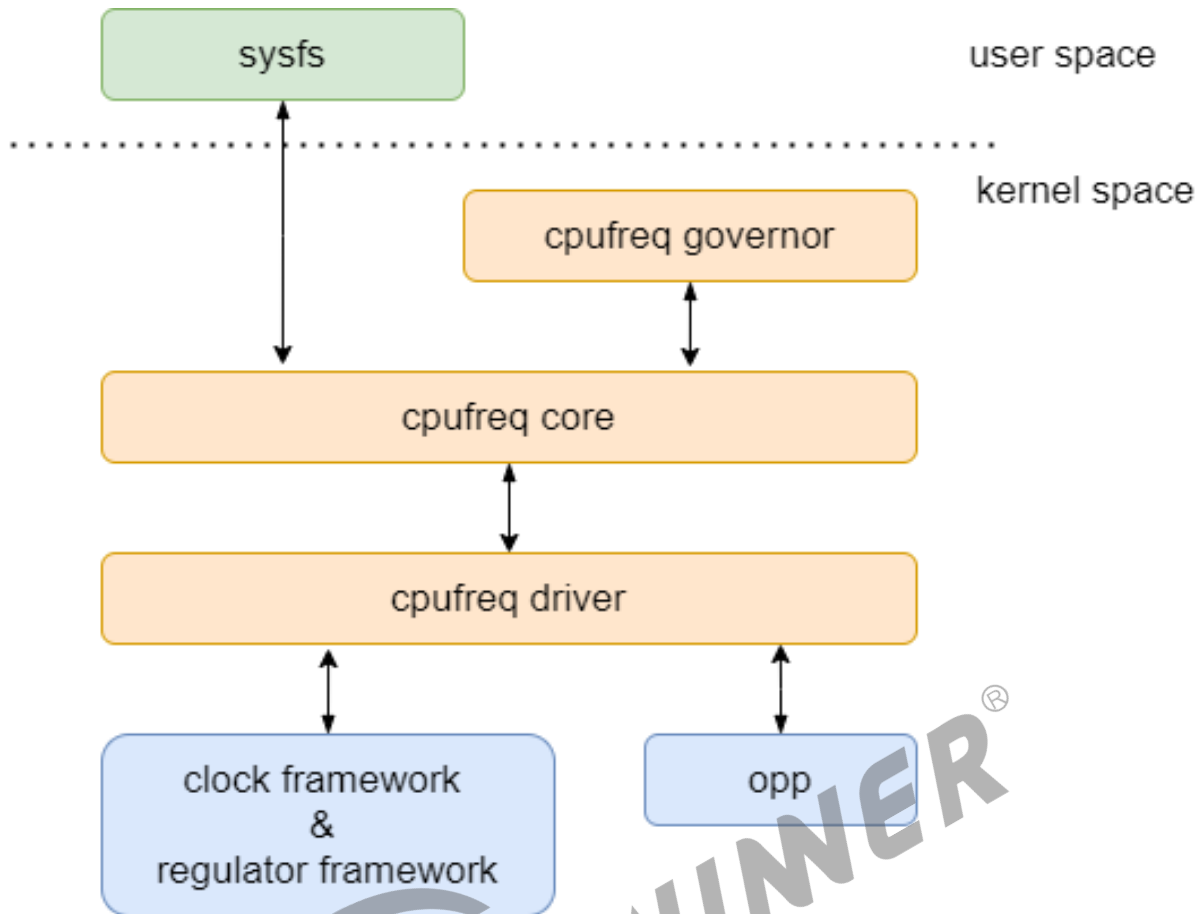 sysfs
user space
kernel space
cpufreq governor
cpufreq core
cpufreq driver
clock framework
&
regulator framework
opp
®